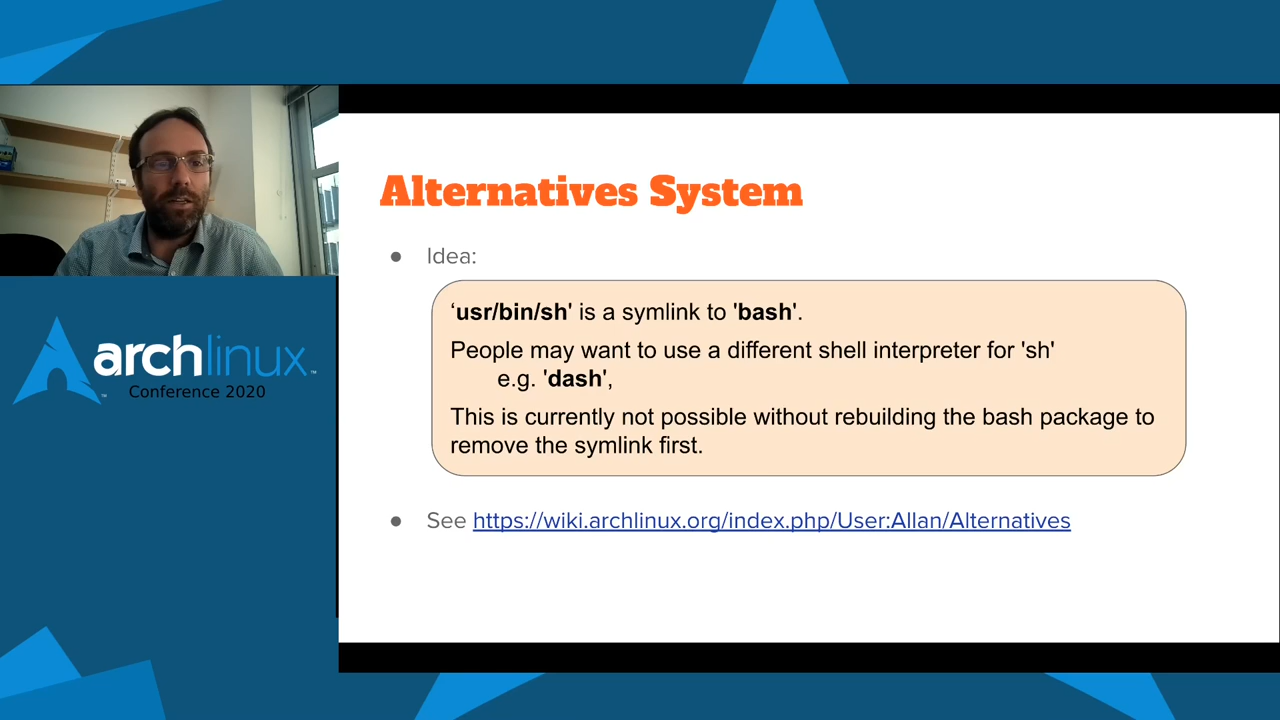 Alternatives System
● Idea:
‘usr/bin/sh' is a symlink to 'bash'.
People may want to use a different shell interpreter for 'sh'
e.g. 'dash',
This is currently not possible without rebuilding the bash package to
remove the symlink first.
● See https://wiki.archlinux.org/index.php/User:Allan/Alternatives
archlinux™
™
Conference 2020